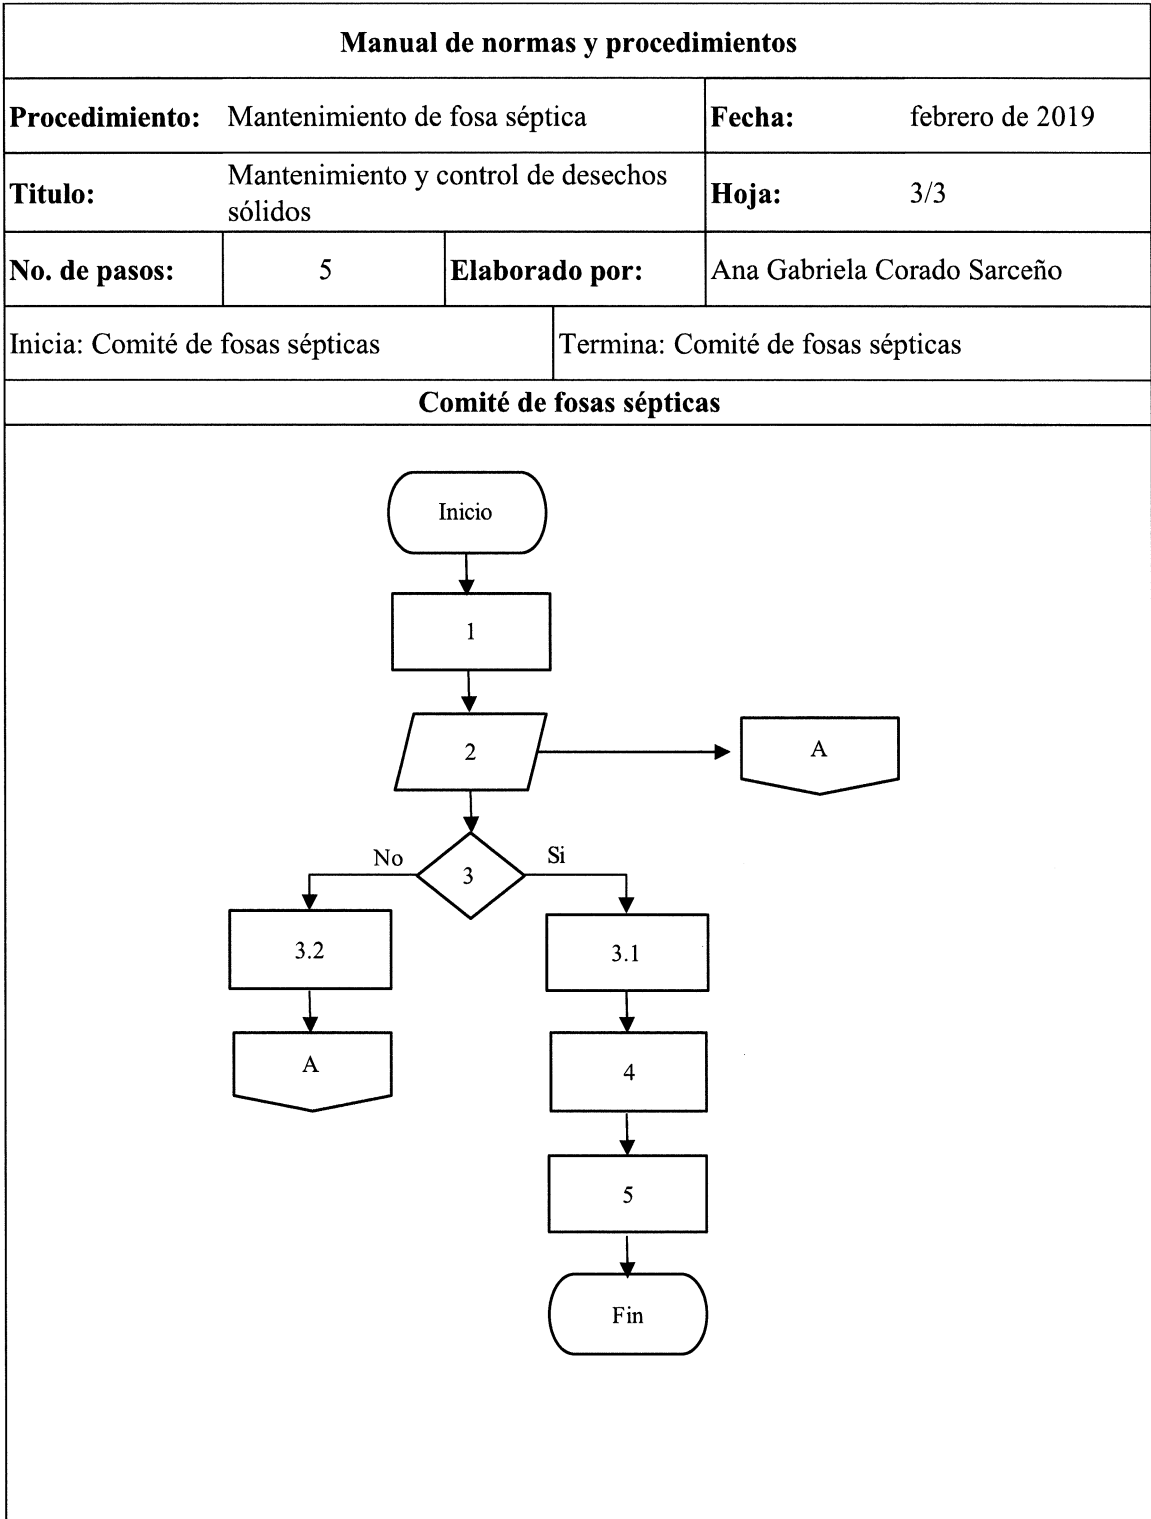 Manual de normas y procedimientos
Procedimiento: Mantenimiento de fosa séptica Fecha: febrero de 2019
Titulo: Mantenimiento y control de desechos
sólidos Hoja: 3/3
No. de pasos: 5 Elaborado por: Ana Gabriela Corado Sarceño
Inicia: Comité de fosas sépticas Termina: Comité de fosas sépticas
Comité de fosas sépticas
Inicio
1
2 A
No Si
3
3.2 3.1
A 4
5
Fin